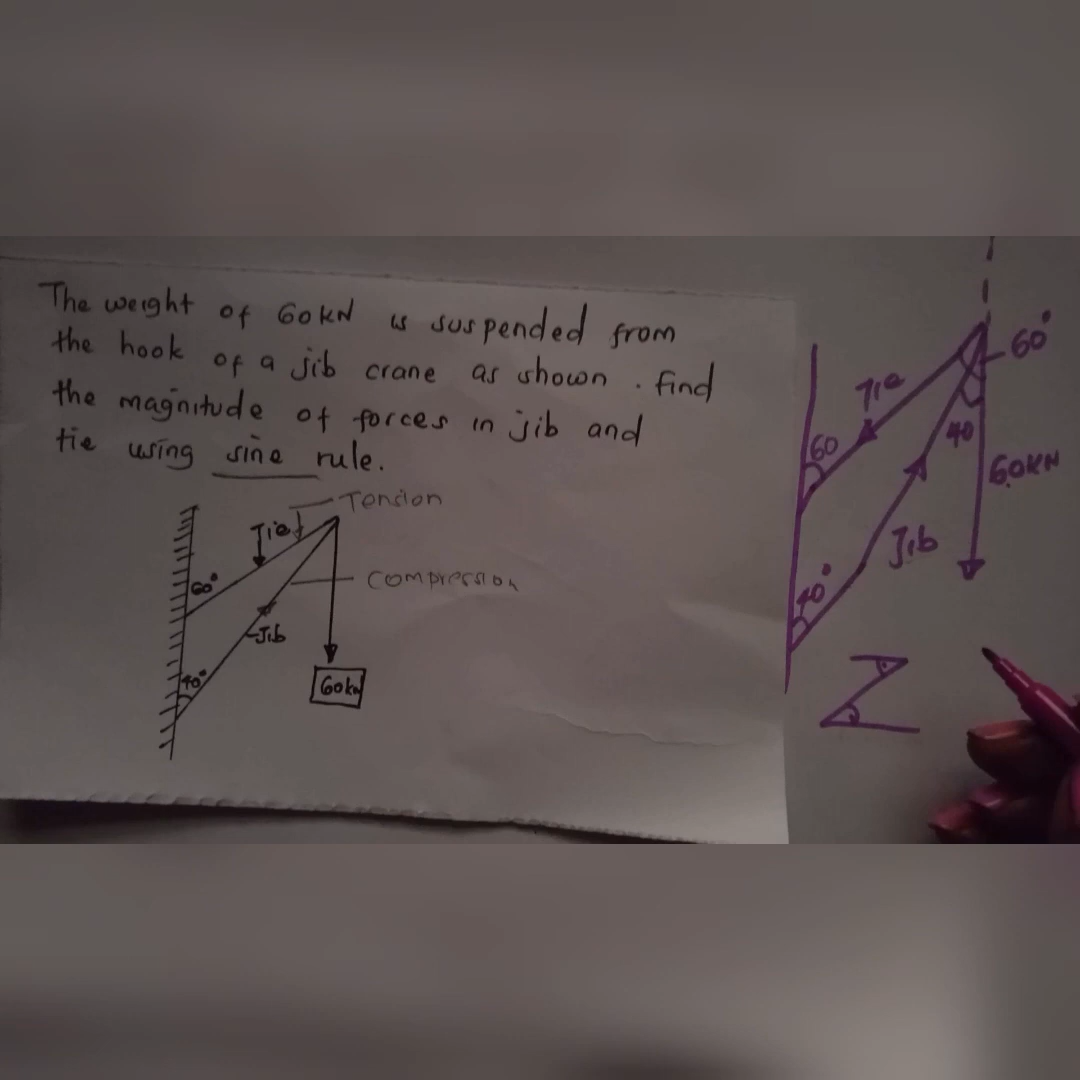 The weight of 60kN is suspended from
the hook of a jib crane as shown . find
the magnitude of forces in jib and
tie using sine rule.
Tension
Tie
60°
compression
Jib
40°
60kN
60°
Tie
60
40
60KN
Jib
40°